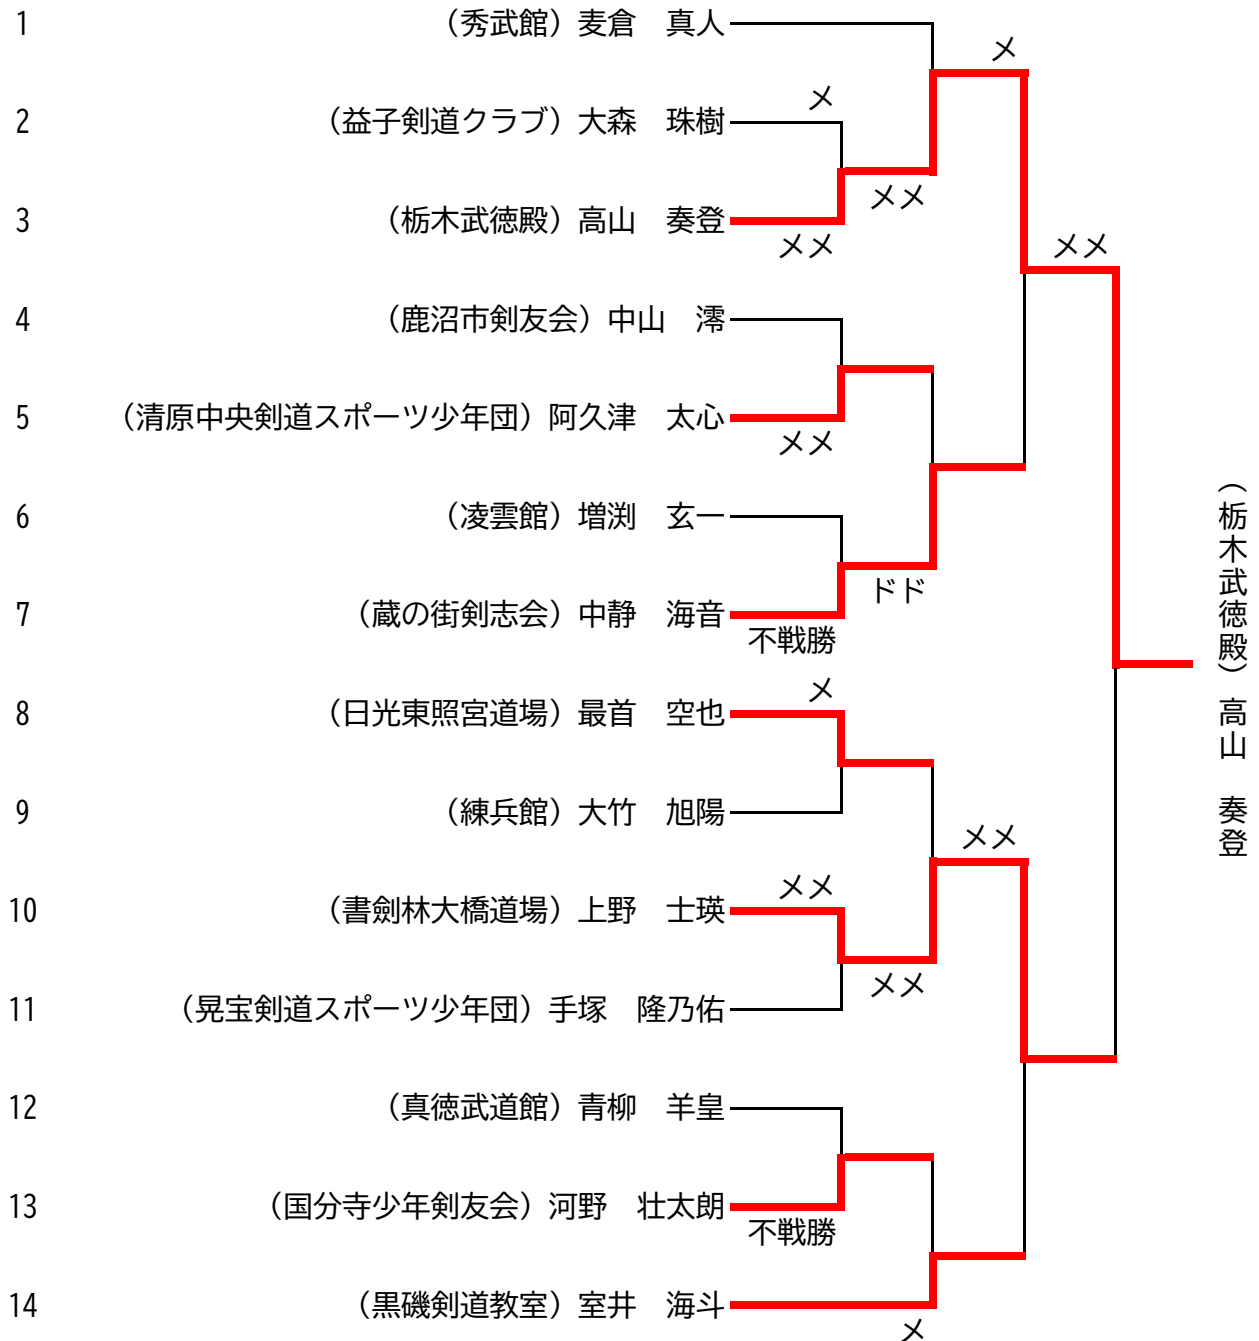 1 （秀武館）麦倉　真人
メ
メ
2 （益子剣道クラブ）大森　珠樹
メメ
3 （栃木武徳殿）高山　奏登
メメ
メメ
4 （鹿沼市剣友会）中山　澪
5 （清原中央剣道スポーツ少年団）阿久津　太心
メメ
6 （凌雲館）増渕　玄一
ドド
7 （蔵の街剣志会）中静　海音
不戦勝
（栃木武徳殿）高山　奏登
メ
8 （日光東照宮道場）最首　空也
9 （練兵館）大竹　旭陽
メメ
メメ
10 （書劍林大橋道場）上野　士瑛
メメ
11 （晃宝剣道スポーツ少年団）手塚　隆乃佑
12 （真徳武道館）青柳　羊皇
13 （国分寺少年剣友会）河野　壮太朗
不戦勝
14 （黒磯剣道教室）室井　海斗
メ